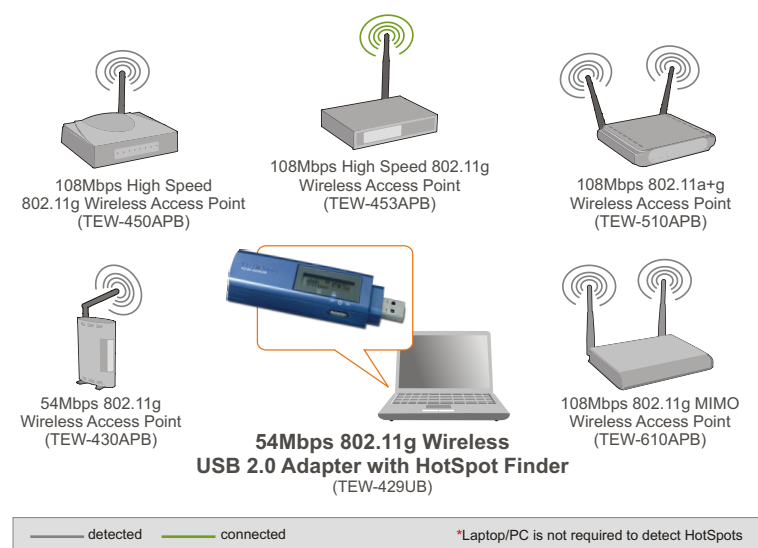 108Mbps High Speed
802.11g Wireless Access Point
(TEW-450APB)
108Mbps High Speed 802.11g
Wireless Access Point
(TEW-453APB)
108Mbps 802.11a+g
Wireless Access Point
(TEW-510APB)
54Mbps 802.11g
Wireless Access Point
(TEW-430APB)
108Mbps 802.11g MIMO
Wireless Access Point
(TEW-610APB)
54Mbps 802.11g Wireless
USB 2.0 Adapter with HotSpot Finder
(TEW-429UB)
detected
connected
*Laptop/PC is not required to detect HotSpots